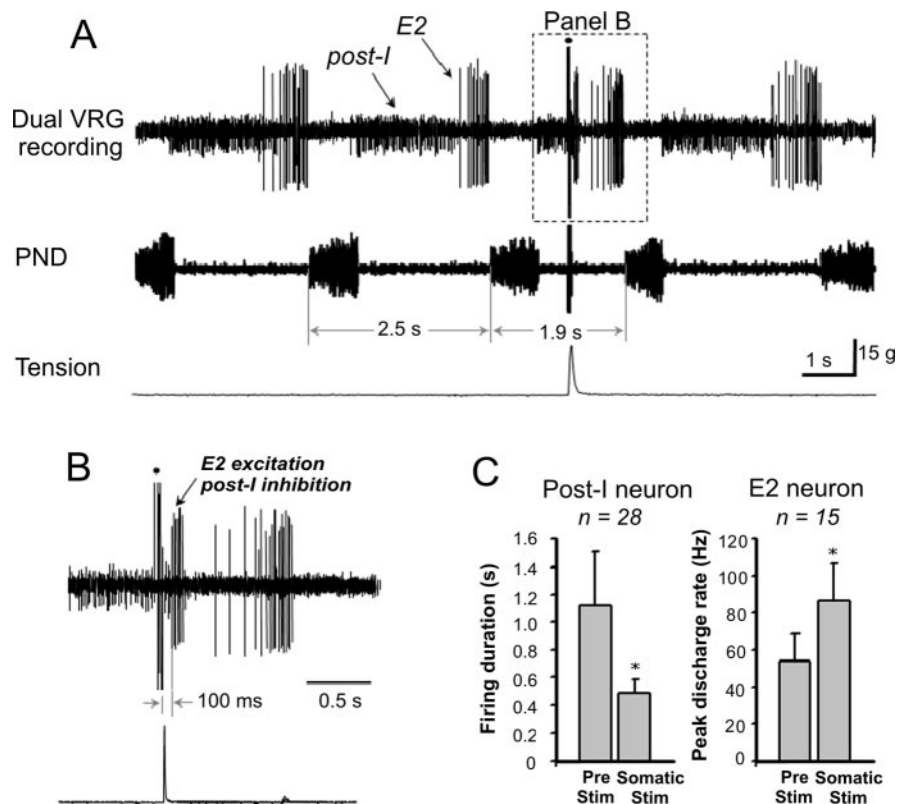 A
Panel B
E2
post-I
Dual VRG
recording
PND
2.5 s
1.9 s
1 s
15 g
Tension
B
E2 excitation
post-I inhibition
100 ms
0.5 s
C
Post-I neuron
n = 28
Firing duration (s)
1.6
1.4
1.2
1.0
0.8
0.6
0.4
0.2
0
*
Pre
Stim
Somatic
Stim
E2 neuron
n = 15
Peak discharge rate (Hz)
120
100
80
60
40
20
0
*
Pre
Stim
Somatic
Stim